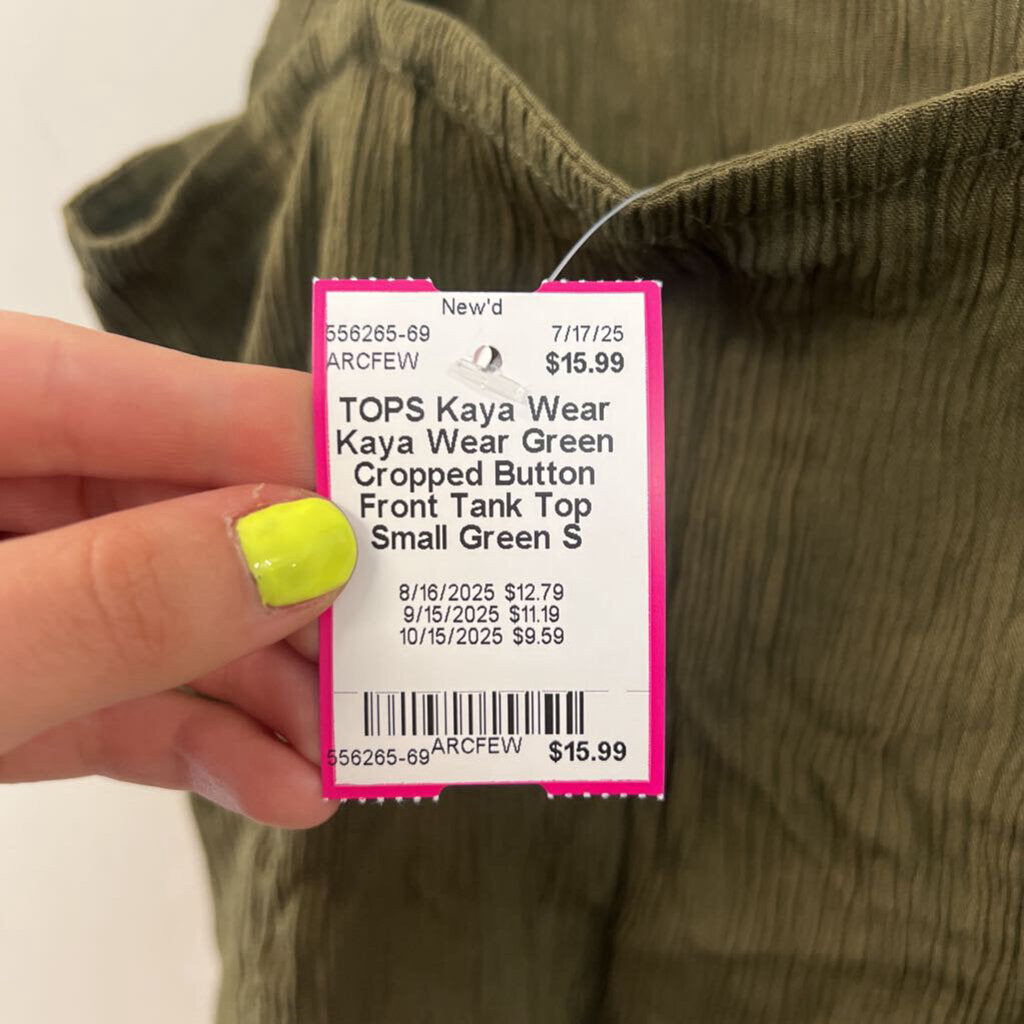 New'd
556265-69 7/17/25
ARCFEW $15.99
TOPS Kaya Wear
Kaya Wear Green
Cropped Button
Front Tank Top
Small Green S
8/16/2025 $12.79
9/15/2025 $11.19
10/15/2025 $9.59
556265-69 ARCFEW $15.99